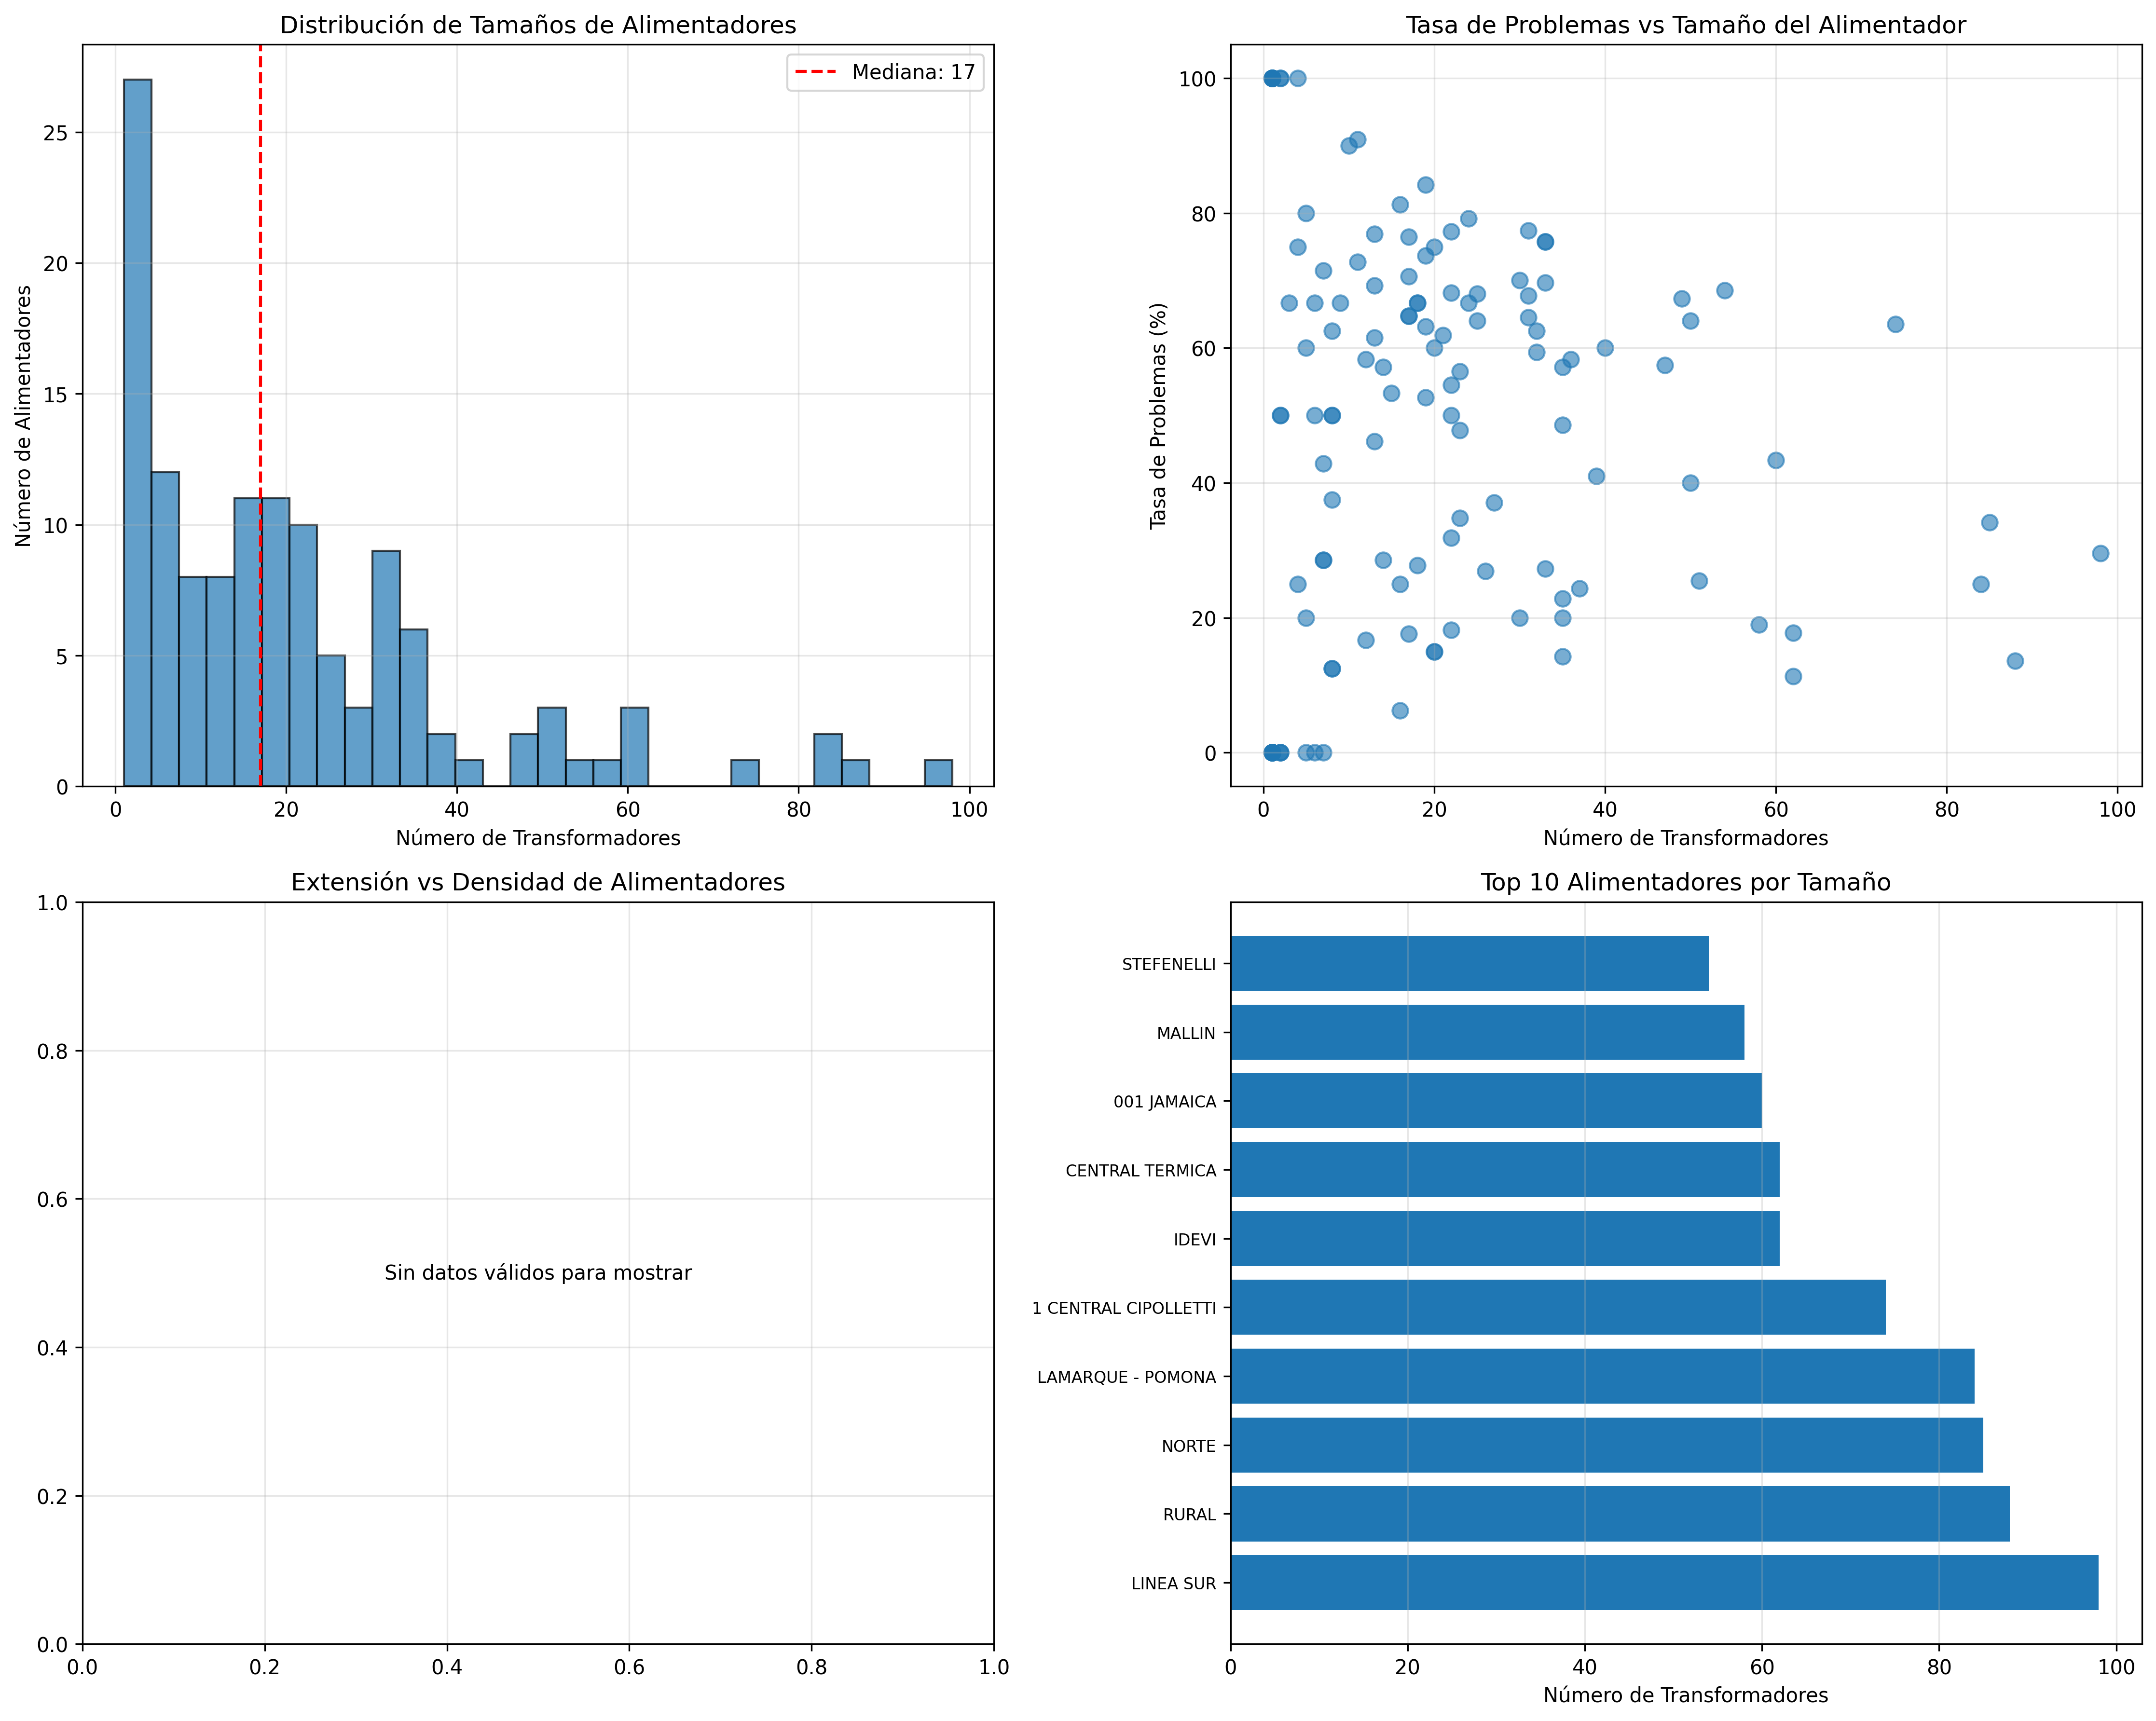 Distribución de Tamaños de Alimentadores
Mediana: 17
25
20
15
10
5
0
Número de Alimentadores
0 20 40 60 80 100
Número de Transformadores
Tasa de Problemas vs Tamaño del Alimentador
100
80
60
40
20
0
Tasa de Problemas (%)
0 20 40 60 80 100
Número de Transformadores
Extensión vs Densidad de Alimentadores
1.0
0.8
0.6
0.4
0.2
0.0
Sin datos válidos para mostrar
0.0 0.2 0.4 0.6 0.8 1.0
Top 10 Alimentadores por Tamaño
STEFENELLI
MALLIN
001 JAMAICA
CENTRAL TERMICA
IDEVI
1 CENTRAL CIPOLLETTI
LAMARQUE - POMONA
NORTE
RURAL
LINEA SUR
0 20 40 60 80 100
Número de Transformadores